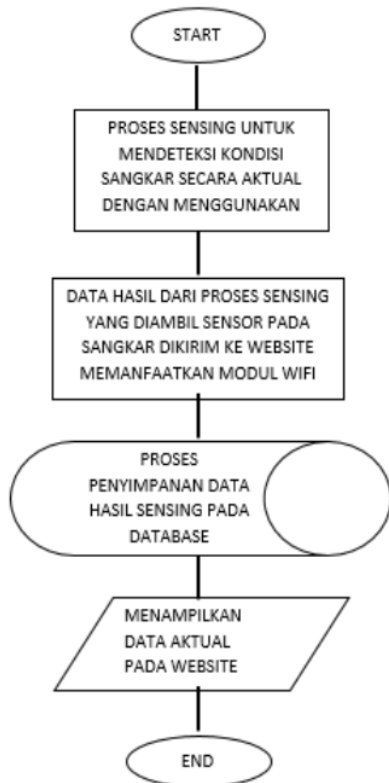 START
PROSES SENSING UNTUK
MENDETEKSI KONDISI
SANGKAR SECARA AKTUAL
DENGAN MENGGUNAKAN
DATA HASIL DARI PROSES SENSING
YANG DIAMBIL SENSOR PADA
SANGKAR DIKIRIM KE WEBSITE
MEMANFAATKAN MODUL WIFI
PROSES
PENYIMPANAN DATA
HASIL SENSING PADA
DATABASE
MENAMPILKAN
DATA AKTUAL
PADA WEBSITE
END